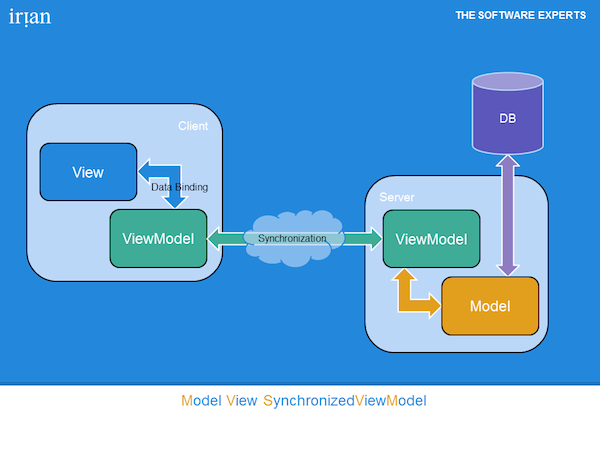 irian
THE SOFTWARE EXPERTS
DB
Client
View
Data Binding
Server
ViewModel
Synchronization
ViewModel
Model
Model View SynchronizedViewModel